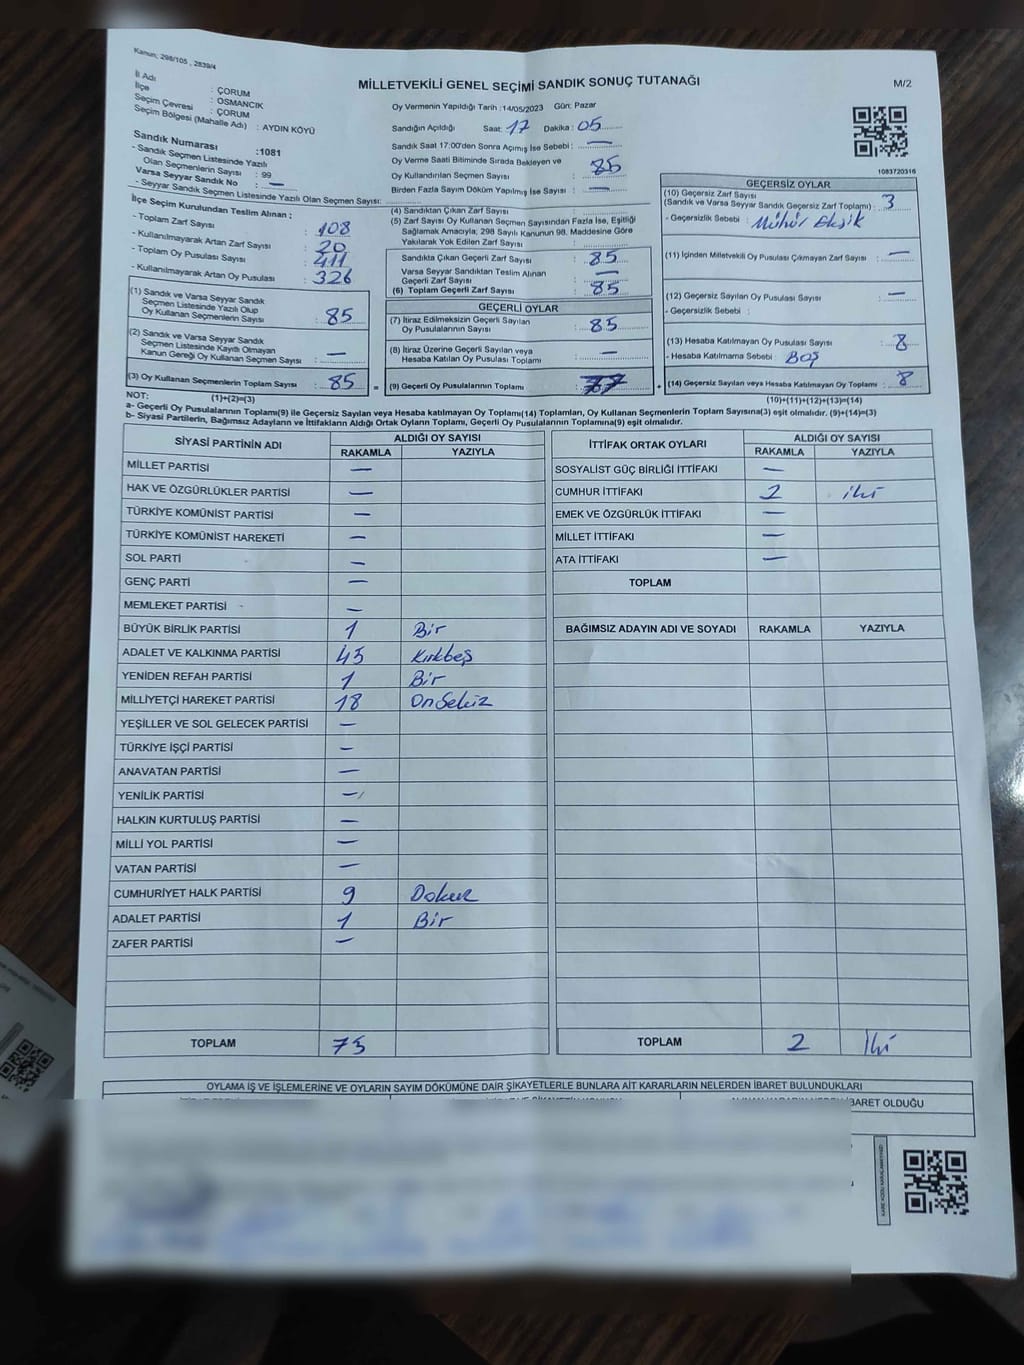 Kanun; 298/105 , 2839/4
MİLLETVEKİLİ GENEL SEÇİMİ SANDIK SONUÇ TUTANAĞI
M/2
İl Adı : ÇORUM
İlçe : OSMANCIK
Seçim Çevresi : ÇORUM
Seçim Bölgesi (Mahalle Adı) : AYDIN KÖYÜ
Sandık Numarası :1081
- Sandık Seçmen Listesinde Yazılı
Olan Seçmenlerin Sayısı : 99
Varsa Seyyar Sandık No : —
- Seyyar Sandık Seçmen Listesinde Yazılı Olan Seçmen Sayısı:
Oy Vermenin Yapıldığı Tarih :14/05/2023 Gün: Pazar
Sandığın Açıldığı Saat: 17 Dakika : 05
Sandık Saat 17:00'den Sonra Açımış İse Sebebi : —
Oy Verme Saati Bitiminde Sırada Bekleyen ve
Oy Kullandırılan Seçmen Sayısı : 85
Birden Fazla Sayım Döküm Yapılmış İse Sayısı : —
1083720316
İlçe Seçim Kurulundan Teslim Alınan ;
- Toplam Zarf Sayısı : 108
- Kullanılmayarak Artan Zarf Sayısı : 20
- Toplam Oy Pusulası Sayısı : 411
- Kullanılmayarak Artan Oy Pusulası : 326
(1) Sandık ve Varsa Seyyar Sandık
Seçmen Listesinde Yazılı Olup
Oy Kullanan Seçmenlerin Sayısı : 85
(2) Sandık ve Varsa Seyyar Sandık
Seçmen Listesinde Kayıtlı Olmayan
Kanun Gereği Oy Kullanan Seçmen Sayısı : —
(3) Oy Kullanan Seçmenlerin Toplam Sayısı : 85
(4) Sandıktan Çıkan Zarf Sayısı :
(5) Zarf Sayısı Oy Kullanan Seçmen Sayısından Fazla İse, Eşitliği
Sağlamak Amacıyla; 298 Sayılı Kanunun 98. Maddesine Göre
Yakılarak Yok Edilen Zarf Sayısı :
Sandıkta Çıkan Geçerli Zarf Sayısı : 85
Varsa Seyyar Sandıktan Teslim Alınan
Geçerli Zarf Sayısı : —
(6) Toplam Geçerli Zarf Sayısı : 85
GEÇERLİ OYLAR
(7) İtiraz Edilmeksizin Geçerli Sayılan
Oy Pusulalarının Sayısı : 85
(8) İtiraz Üzerine Geçerli Sayılan veya
Hesaba Katılan Oy Pusulası Toplamı : —
= (9) Geçerli Oy Pusulalarının Toplamı : 77
GEÇERSİZ OYLAR
(10) Geçersiz Zarf Sayısı
(Sandık ve Varsa Seyyar Sandık Geçersiz Zarf Toplamı) : 3
- Geçersizlik Sebebi : Mühür Eksik
(11) İçinden Milletvekili Oy Pusulası Çıkmayan Zarf Sayısı : —
(12) Geçersiz Sayılan Oy Pusulası Sayısı : —
- Geçersizlik Sebebi :
(13) Hesaba Katılmayan Oy Pusulası Sayısı : 8
- Hesaba Katılmama Sebebi : Boş
+ (14) Geçersiz Sayılan veya Hesaba Katılmayan Oy Toplamı : 8
NOT: (1)+(2)=(3) (10)+(11)+(12)+(13)=(14)
a- Geçerli Oy Pusulalarının Toplamı(9) ile Geçersiz Sayılan veya Hesaba katılmayan Oy Toplamı(14) Toplamları, Oy Kullanan Seçmenlerin Toplam Sayısına(3) eşit olmalıdır. (9)+(14)=(3)
b- Siyasi Partilerin, Bağımsız Adayların ve İttifakların Aldığı Ortak Oyların Toplamı, Geçerli Oy Pusulalarının Toplamına(9) eşit olmalıdır.
SİYASİ PARTİNİN ADI ALDIĞI OY SAYISI
RAKAMLA YAZIYLA
MİLLET PARTİSİ —
HAK VE ÖZGÜRLÜKLER PARTİSİ —
TÜRKİYE KOMÜNİST PARTİSİ —
TÜRKİYE KOMÜNİST HAREKETİ —
SOL PARTİ —
GENÇ PARTİ —
MEMLEKET PARTİSİ —
BÜYÜK BİRLİK PARTİSİ 1 Bir
ADALET VE KALKINMA PARTİSİ 45 Kırkbeş
YENİDEN REFAH PARTİSİ 1 Bir
MİLLİYETÇİ HAREKET PARTİSİ 18 OnSekiz
YEŞİLLER VE SOL GELECEK PARTİSİ —
TÜRKİYE İŞÇİ PARTİSİ —
ANAVATAN PARTİSİ —
YENİLİK PARTİSİ —
HALKIN KURTULUŞ PARTİSİ —
MİLLİ YOL PARTİSİ —
VATAN PARTİSİ —
CUMHURİYET HALK PARTİSİ 9 Dokuz
ADALET PARTİSİ 1 Bir
ZAFER PARTİSİ —
TOPLAM 75
İTTİFAK ORTAK OYLARI ALDIĞI OY SAYISI
RAKAMLA YAZIYLA
SOSYALİST GÜÇ BİRLİĞİ İTTİFAKI —
CUMHUR İTTİFAKI 2 iki
EMEK VE ÖZGÜRLÜK İTTİFAKI —
MİLLET İTTİFAKI —
ATA İTTİFAKI —
TOPLAM
BAĞIMSIZ ADAYIN ADI VE SOYADI RAKAMLA YAZIYLA
TOPLAM 2 İki
OYLAMA İŞ VE İŞLEMLERİNE VE OYLARIN SAYIM DÖKÜMÜNE DAİR ŞİKAYETLERLE BUNLARA AİT KARARLARIN NELERDEN İBARET BULUNDUKLARI
İBARET OLDUĞU